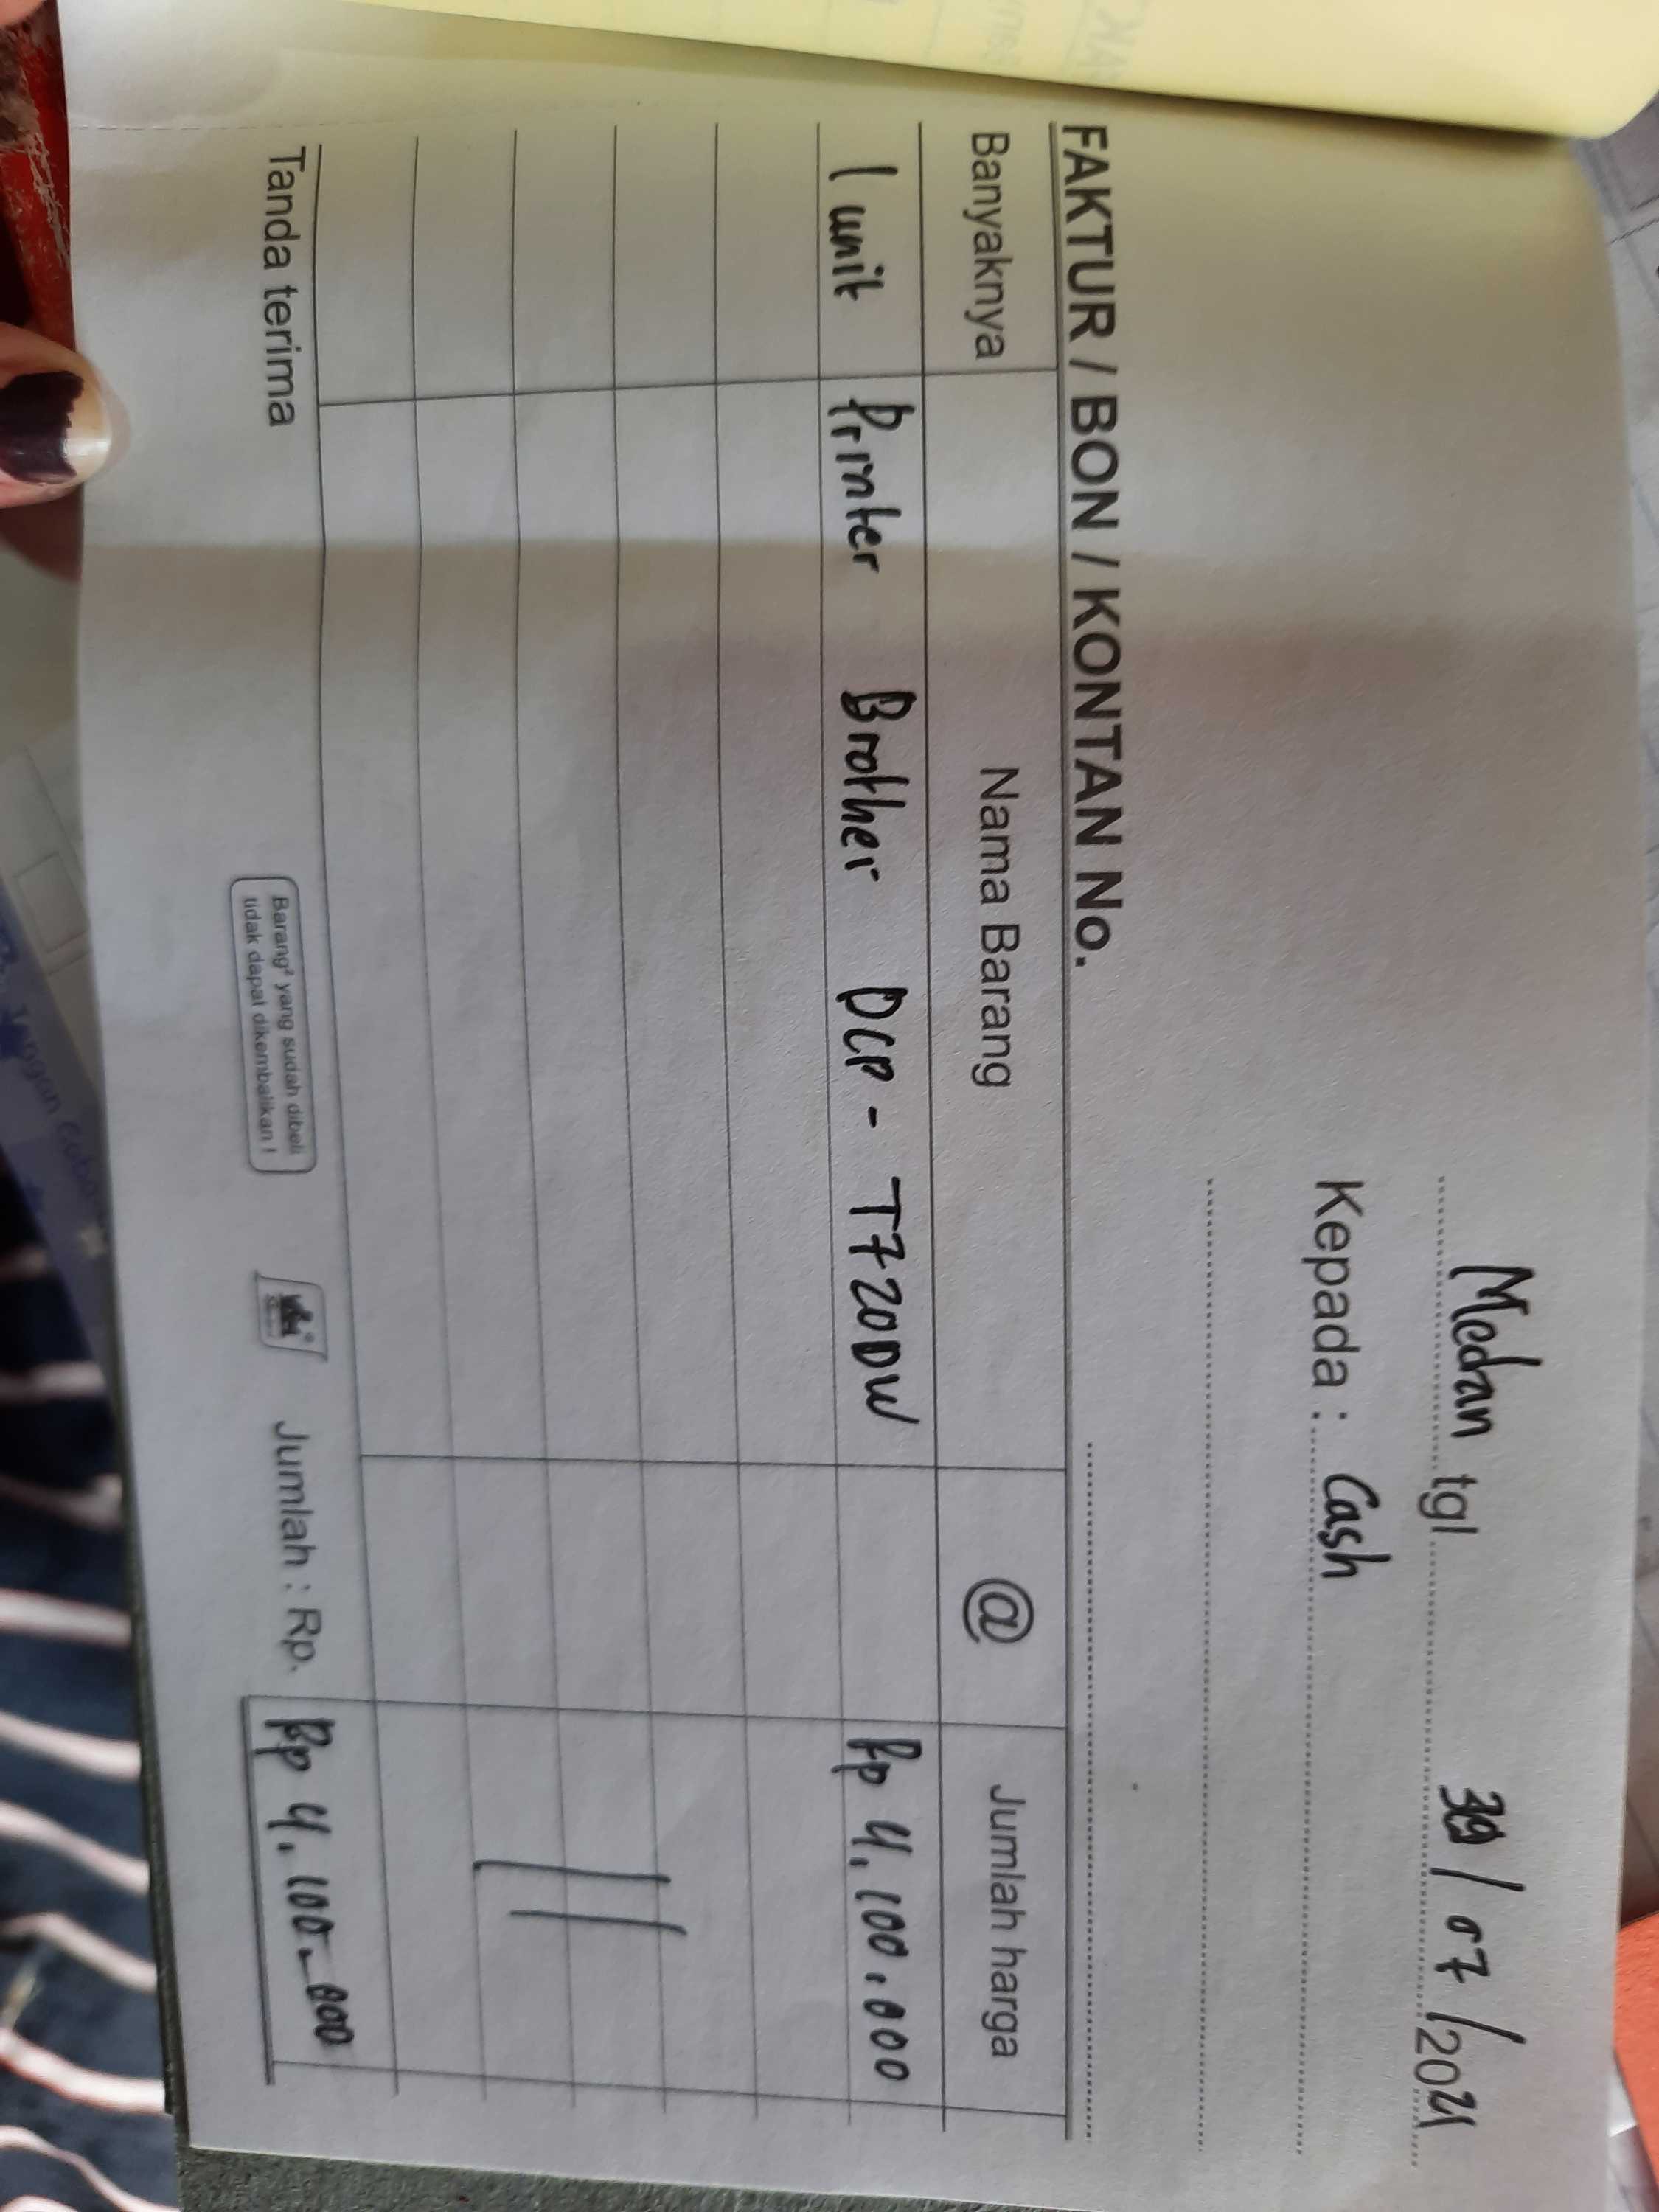 Medan tgl. / 07 / 2021
Kepada : Cash
FAKTUR / BON / KONTAN No.
Banyaknya Nama Barang @ Jumlah harga
1 unit Printer Brother DCP - T720DW Rp 4.100.000
Tanda terima
Barang² yang sudah dibeli
tidak dapat dikembalikan !
Jumlah : Rp. Rp 4.100.000